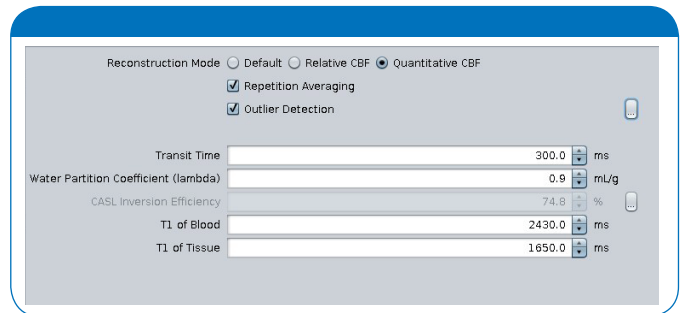 Reconstruction Mode Default Relative CBF Quantitative CBF
Repetition Averaging
Outlier Detection
...
Transit Time 300.0 ms
Water Partition Coefficient (lambda) 0.9 mL/g
CASL Inversion Efficiency 74.8 % ...
T1 of Blood 2430.0 ms
T1 of Tissue 1650.0 ms